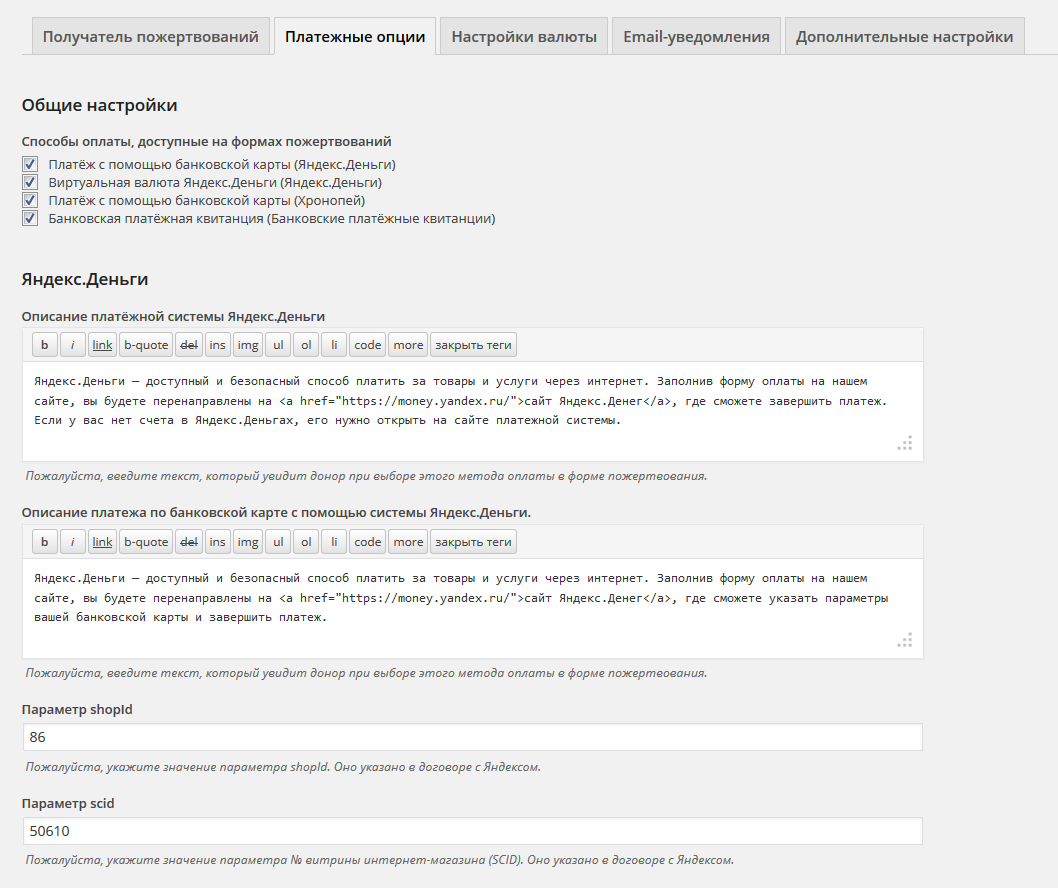 Получатель пожертвований Платежные опции Настройки валюты Email-уведомления Дополнительные настройки
Общие настройки
Способы оплаты, доступные на формах пожертвований
Платёж с помощью банковской карты (Яндекс.Деньги)
Виртуальная валюта Яндекс.Деньги (Яндекс.Деньги)
Платёж с помощью банковской карты (Хронопей)
Банковская платёжная квитанция (Банковские платёжные квитанции)
Яндекс.Деньги
Описание платёжной системы Яндекс.Деньги
b i link b-quote del ins img ul ol li code more закрыть теги
Яндекс.Деньги — доступный и безопасный способ платить за товары и услуги через интернет. Заполнив форму оплаты на нашем
сайте, вы будете перенаправлены на <a href="https://money.yandex.ru/">сайт Яндекс.Денег</a>, где сможете завершить платеж.
Если у вас нет счета в Яндекс.Деньгах, его нужно открыть на сайте платежной системы.
Пожалуйста, введите текст, который увидит донор при выборе этого метода оплаты в форме пожертвования.
Описание платежа по банковской карте с помощью системы Яндекс.Деньги.
b i link b-quote del ins img ul ol li code more закрыть теги
Яндекс.Деньги — доступный и безопасный способ платить за товары и услуги через интернет. Заполнив форму оплаты на нашем
сайте, вы будете перенаправлены на <a href="https://money.yandex.ru/">сайт Яндекс.Денег</a>, где сможете указать параметры
вашей банковской карты и завершить платеж.
Пожалуйста, введите текст, который увидит донор при выборе этого метода оплаты в форме пожертвования.
Параметр shopId
86
Пожалуйста, укажите значение параметра shopId. Оно указано в договоре с Яндексом.
Параметр scid
50610
Пожалуйста, укажите значение параметра № витрины интернет-магазина (SCID). Оно указано в договоре с Яндексом.